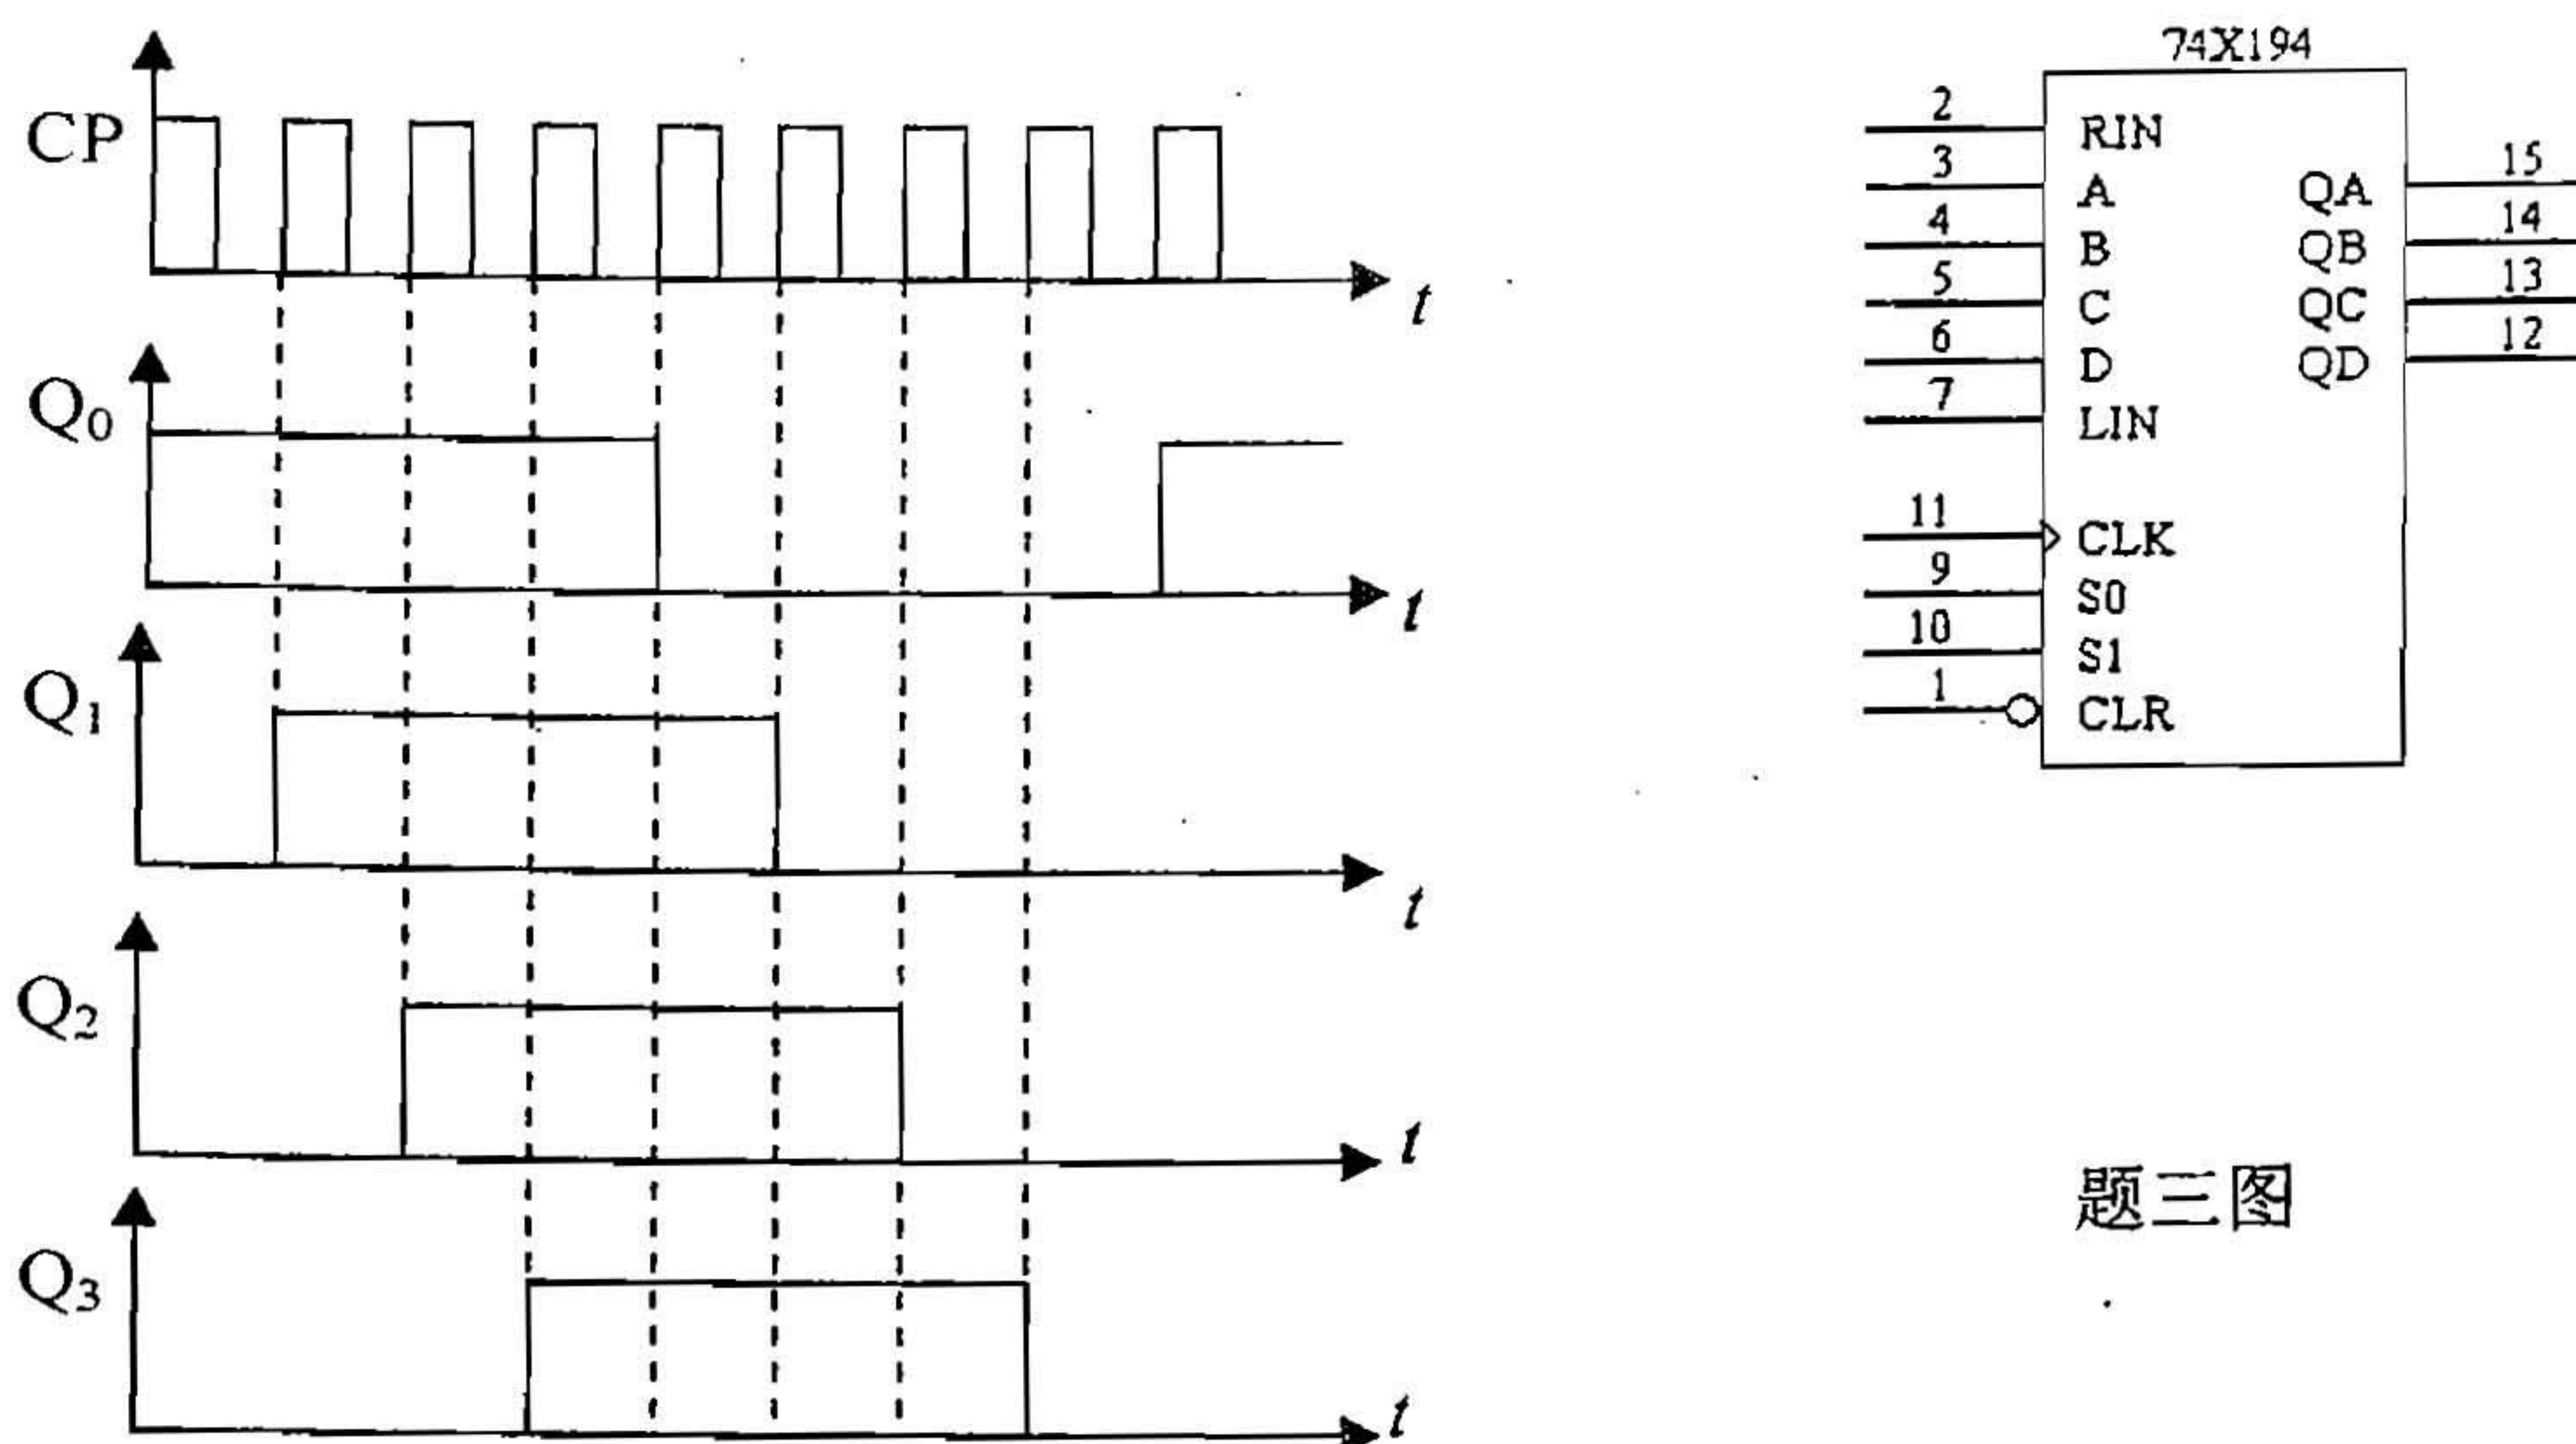 CP
t
Q0
t
Q1
t
Q2
t
Q3
t
74X194
2 RIN
3 A QA 15
4 B QB 14
5 C QC 13
6 D QD 12
7 LIN
11 CLK
9 S0
10 S1
1 CLR
题三图